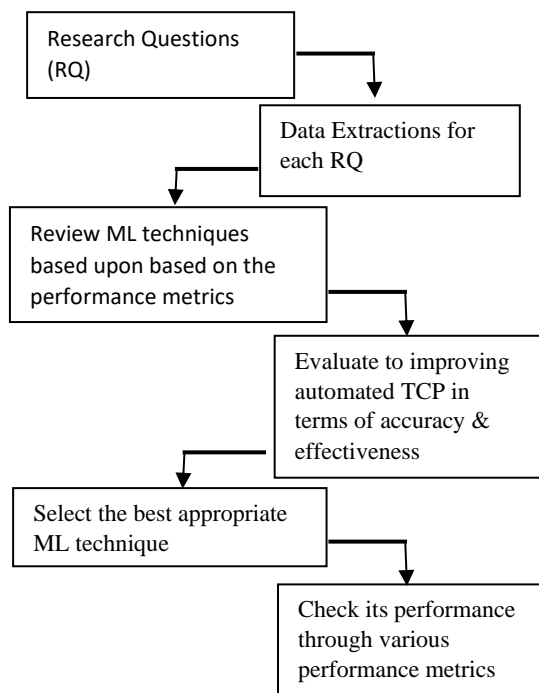 Research Questions
(RQ)
Data Extractions for
each RQ
Review ML techniques
based upon based on the
performance metrics
Evaluate to improving
automated TCP in
terms of accuracy &
effectiveness
Select the best appropriate
ML technique
Check its performance
through various
performance metrics